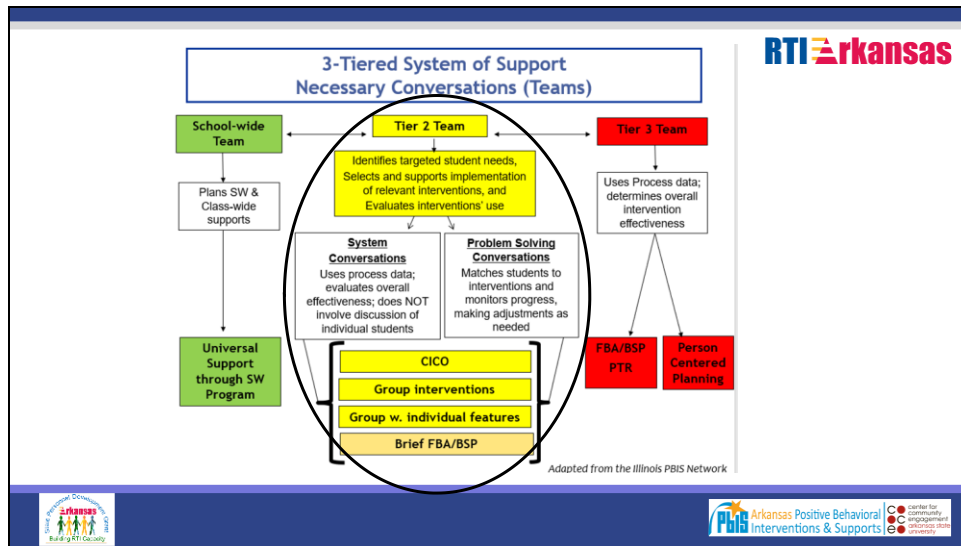 RTI Arkansas
3-Tiered System of Support
Necessary Conversations (Teams)
School-wide
Team
Tier 2 Team
Tier 3 Team
Identifies targeted student needs,
Selects and supports implementation
of relevant interventions, and
Evaluates interventions' use
Plans SW &
Class-wide
supports
Uses Process data;
determines overall
intervention
effectiveness
System
Conversations
Uses process data;
evaluates overall
effectiveness; does NOT
involve discussion of
individual students
Problem Solving
Conversations
Matches students to
interventions and
monitors progress,
making adjustments as
needed
Universal
Support
through SW
Program
CICO
Group interventions
Group w. individual features
Brief FBA/BSP
FBA/BSP
PTR
Person
Centered
Planning
Adapted from the Illinois PBIS Network
State Personnel Development Grant
Arkansas
Building RTI Capacity
PbiS
Arkansas Positive Behavioral
Interventions & Supports
center for
community
engagement
arkansas state
university